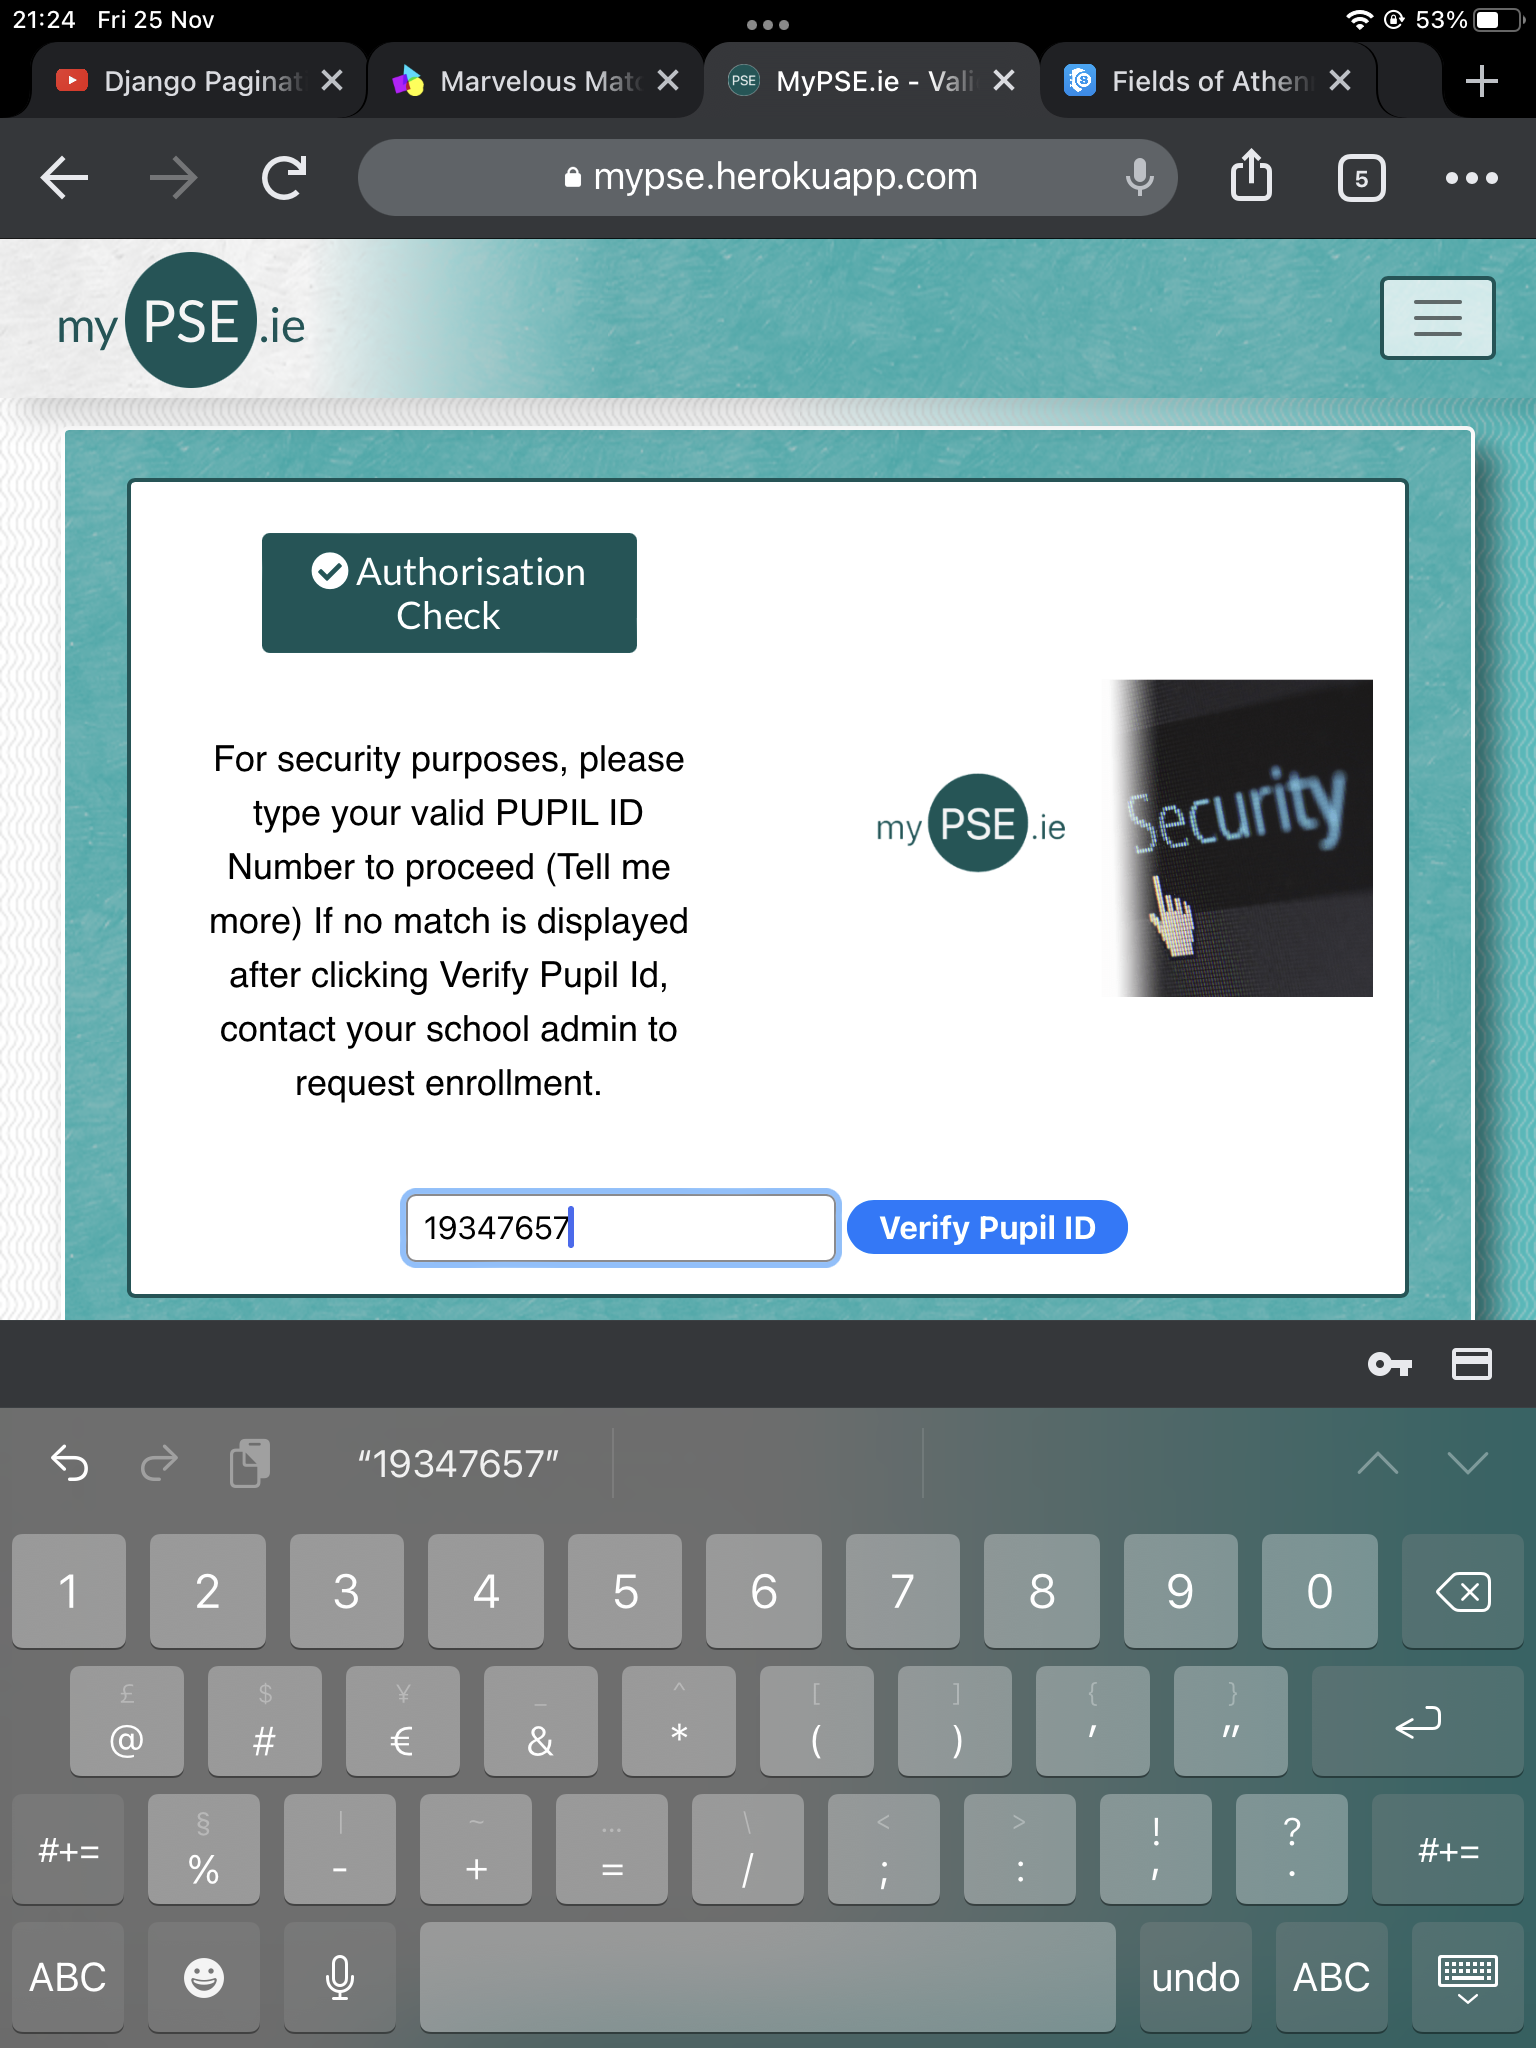 21:24 Fri 25 Nov 53%
Django Paginat Marvelous Matc MyPSE.ie - Vali Fields of Athen
mypse.herokuapp.com 5
my PSE .ie
Authorisation
Check
For security purposes, please
type your valid PUPIL ID
Number to proceed (Tell me
more) If no match is displayed
after clicking Verify Pupil Id,
contact your school admin to
request enrollment.
my PSE .ie
Security
19347657 Verify Pupil ID
“19347657”
1 2 3 4 5 6 7 8 9 0
£ $ ¥ _ ^ [ ] { }
@ # € & * ( ) ' "
§ | ~ … \ < > ! ?
#+= % - + = / ; : , . #+=
ABC undo ABC